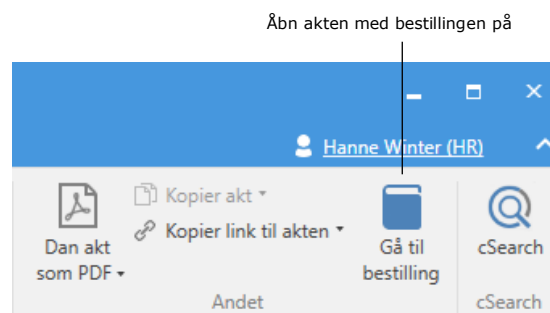 Åbn akten med bestillingen på
Hanne Winter (HR)
Kopier akt
Kopier link til akten
Dan akt
som PDF
Gå til
bestilling
cSearch
Andet
cSearch